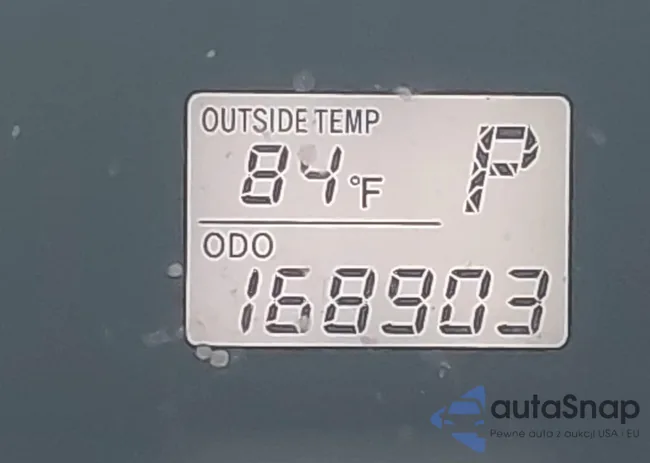 OUTSIDE TEMP
84°F P
ODO
168903
autaSnap
Pewne auta z aukcji USA - EU